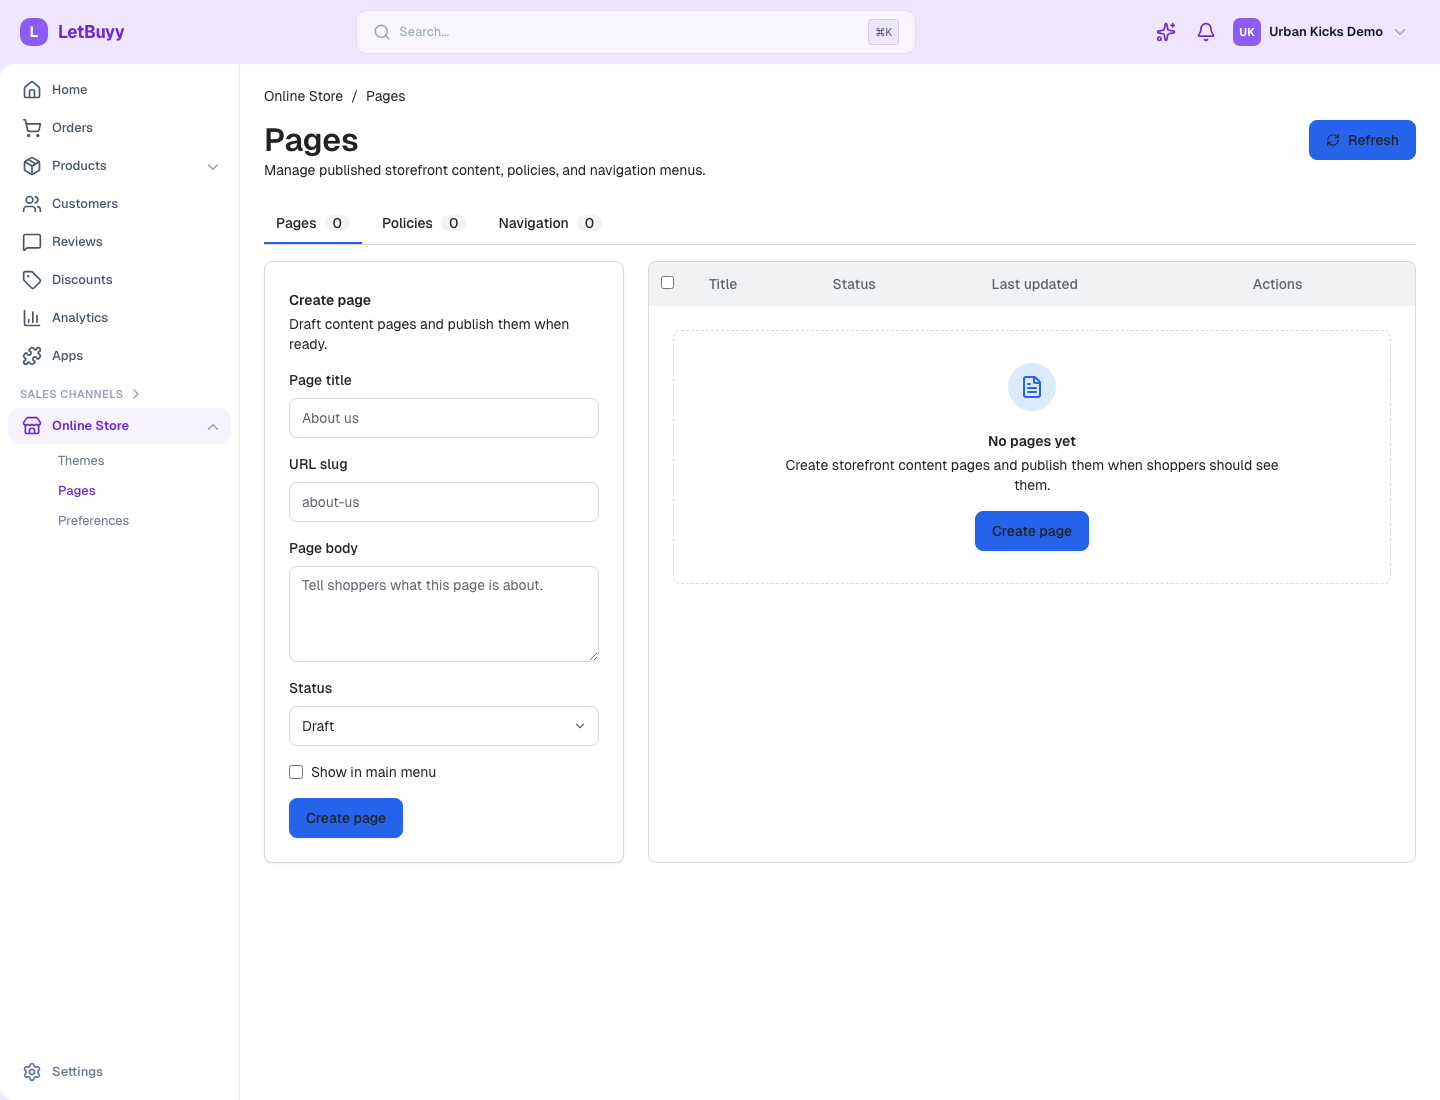 L LetBuyy
Search...
⌘K
UK Urban Kicks Demo
Home
Orders
Products
Customers
Reviews
Discounts
Analytics
Apps
SALES CHANNELS
Online Store
Themes
Pages
Preferences
Settings
Online Store / Pages
Pages
Refresh
Manage published storefront content, policies, and navigation menus.
Pages 0 Policies 0 Navigation 0
Create page
Draft content pages and publish them when
ready.
Page title
About us
URL slug
about-us
Page body
Tell shoppers what this page is about.
Status
Draft
Show in main menu
Create page
Title Status Last updated Actions
No pages yet
Create storefront content pages and publish them when shoppers should see
them.
Create page